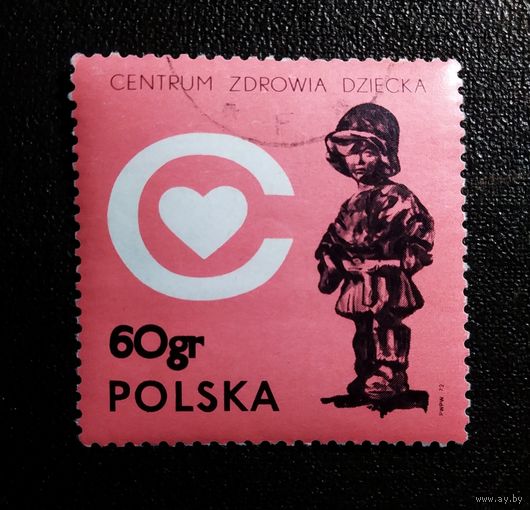 CENTRUM ZDROWIA DZIECKA
60gr
POLSKA
PWPW 72
www.ay.by